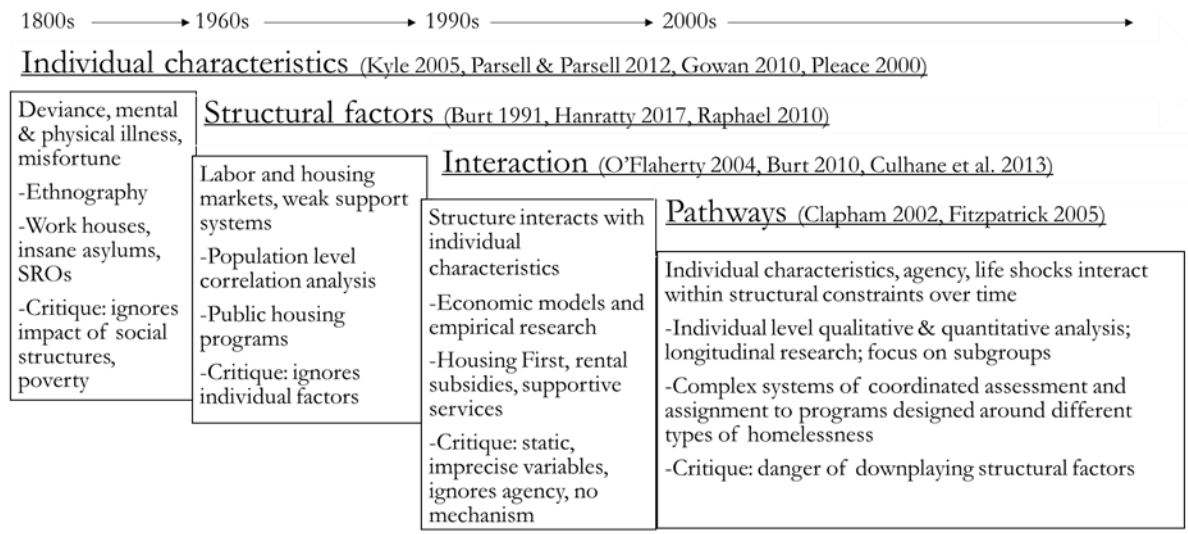 1800s 1960s 1990s 2000s
Individual characteristics (Kyle 2005, Parsell & Parsell 2012, Gowan 2010, Pleace 2000)
Deviance, mental
& physical illness,
misfortune
-Ethnography
-Work houses,
insane asylums,
SROs
-Critique: ignores
impact of social
structures,
poverty
Structural factors (Burt 1991, Hanratty 2017, Raphael 2010)
Labor and housing
markets, weak support
systems
-Population level
correlation analysis
-Public housing
programs
-Critique: ignores
individual factors
Interaction (O'Flaherty 2004, Burt 2010, Culhane et al. 2013)
Structure interacts with
individual
characteristics
-Economic models and
empirical research
-Housing First, rental
subsidies, supportive
services
-Critique: static,
imprecise variables,
ignores agency, no
mechanism
Pathways (Clapham 2002, Fitzpatrick 2005)
Individual characteristics, agency, life shocks interact
within structural constraints over time
-Individual level qualitative & quantitative analysis;
longitudinal research; focus on subgroups
-Complex systems of coordinated assessment and
assignment to programs designed around different
types of homelessness
-Critique: danger of downplaying structural factors